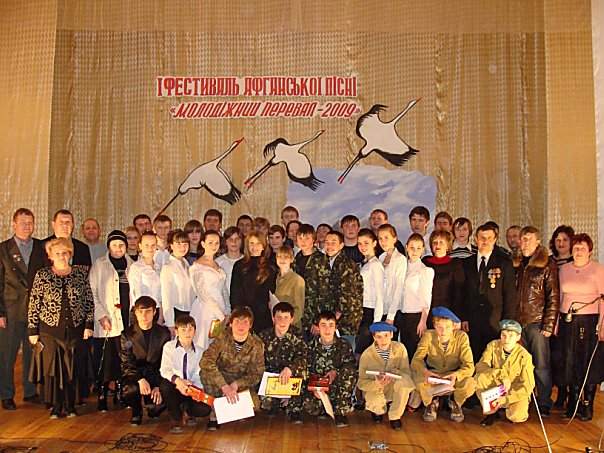 І ФЕСТИВАЛЬ АФГАНСЬКОЇ ПІСНІ
«МОЛОДІЖНИЙ ПЕРЕВАЛ-2009»